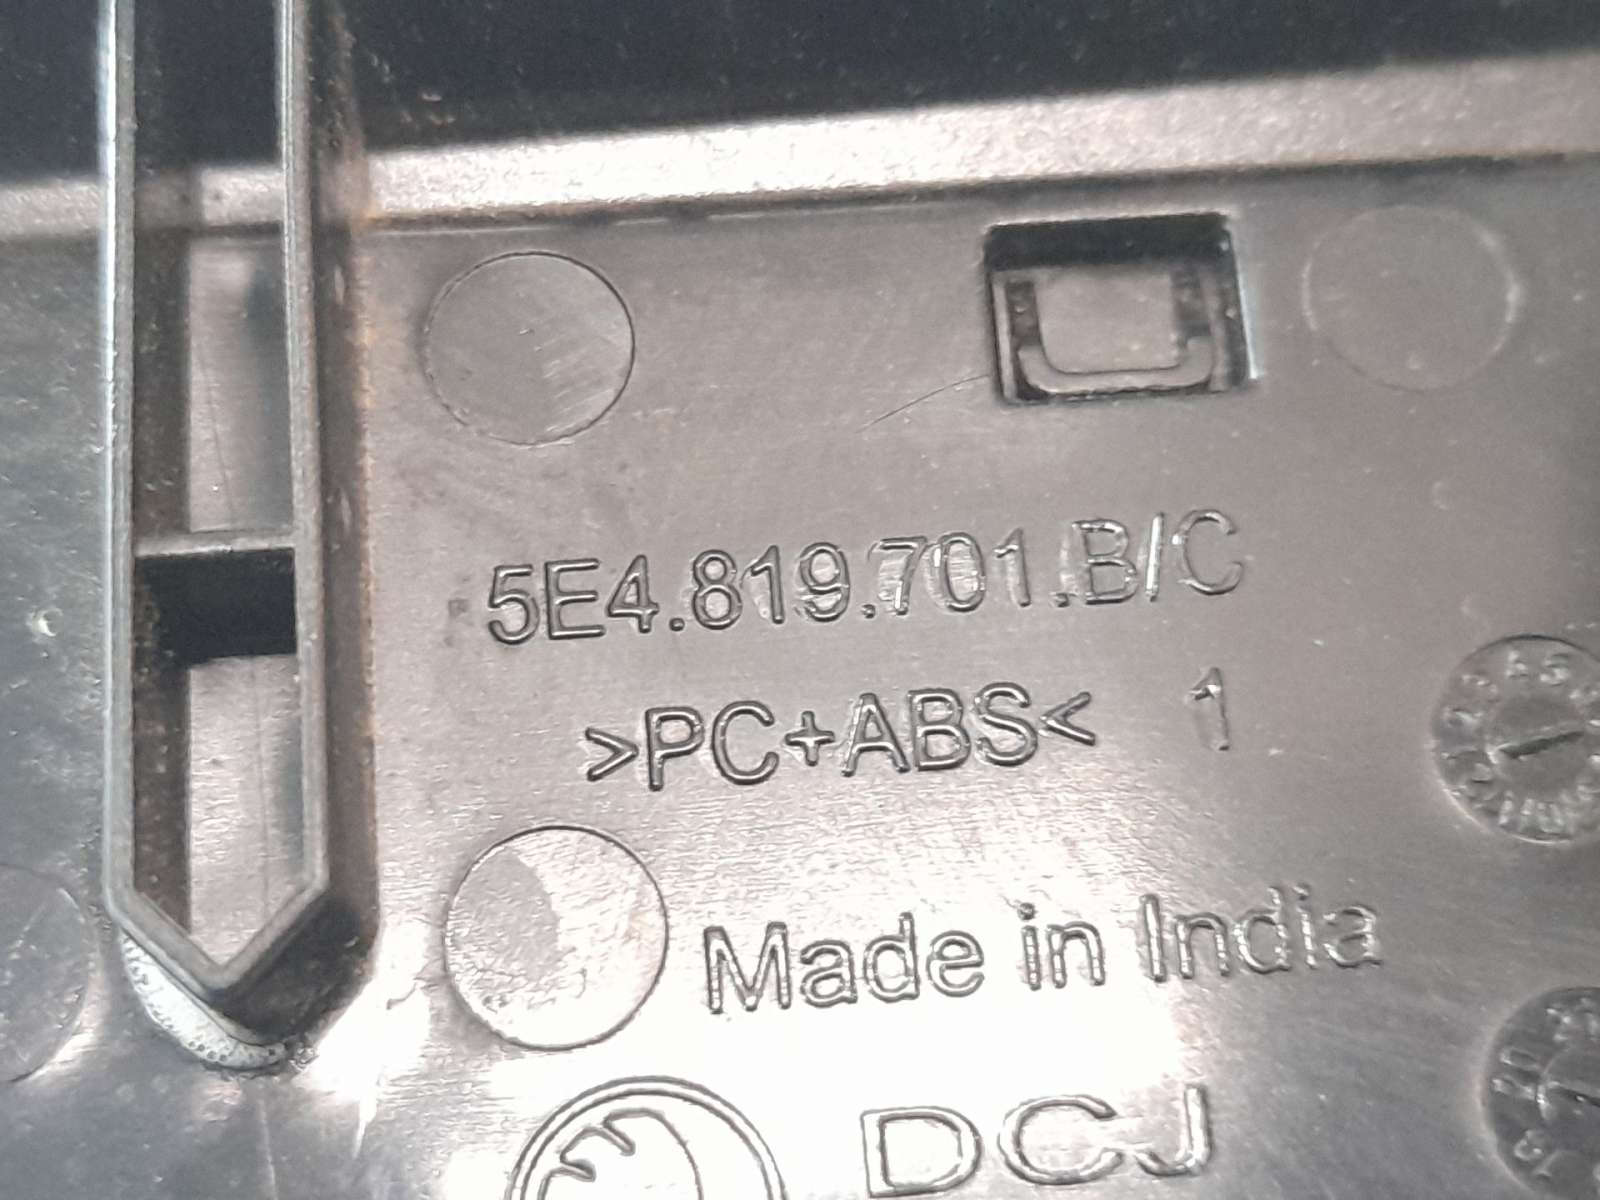 5E4.819.701.B/C
>PC+ABS< 1
Made in India
DCJ